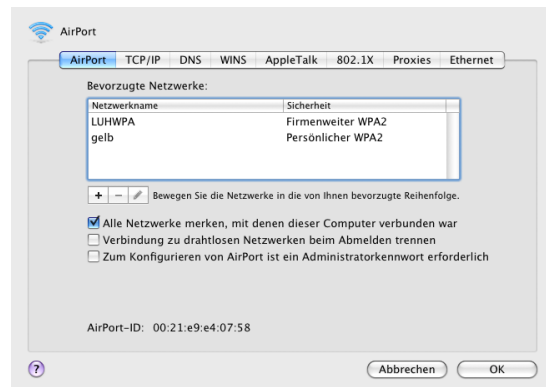 AirPort
AirPort TCP/IP DNS WINS AppleTalk 802.1X Proxies Ethernet
Bevorzugte Netzwerke:
Netzwerkname Sicherheit
LUHWPA Firmenweiter WPA2
gelb Persönlicher WPA2
+ − Bewegen Sie die Netzwerke in die von Ihnen bevorzugte Reihenfolge.
Alle Netzwerke merken, mit denen dieser Computer verbunden war
Verbindung zu drahtlosen Netzwerken beim Abmelden trennen
Zum Konfigurieren von AirPort ist ein Administratorkennwort erforderlich
AirPort-ID: 00:21:e9:e4:07:58
? Abbrechen OK